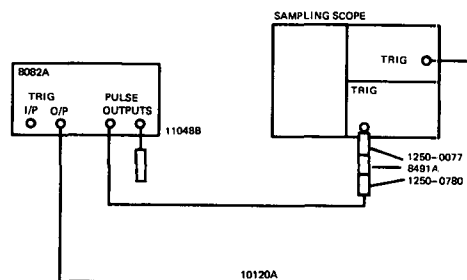 SAMPLING SCOPE
TRIG
8082A
TRIG
TRIG PULSE
I/P O/P OUTPUTS
11048B
1250-0077
8491A
1250-0780
10120A